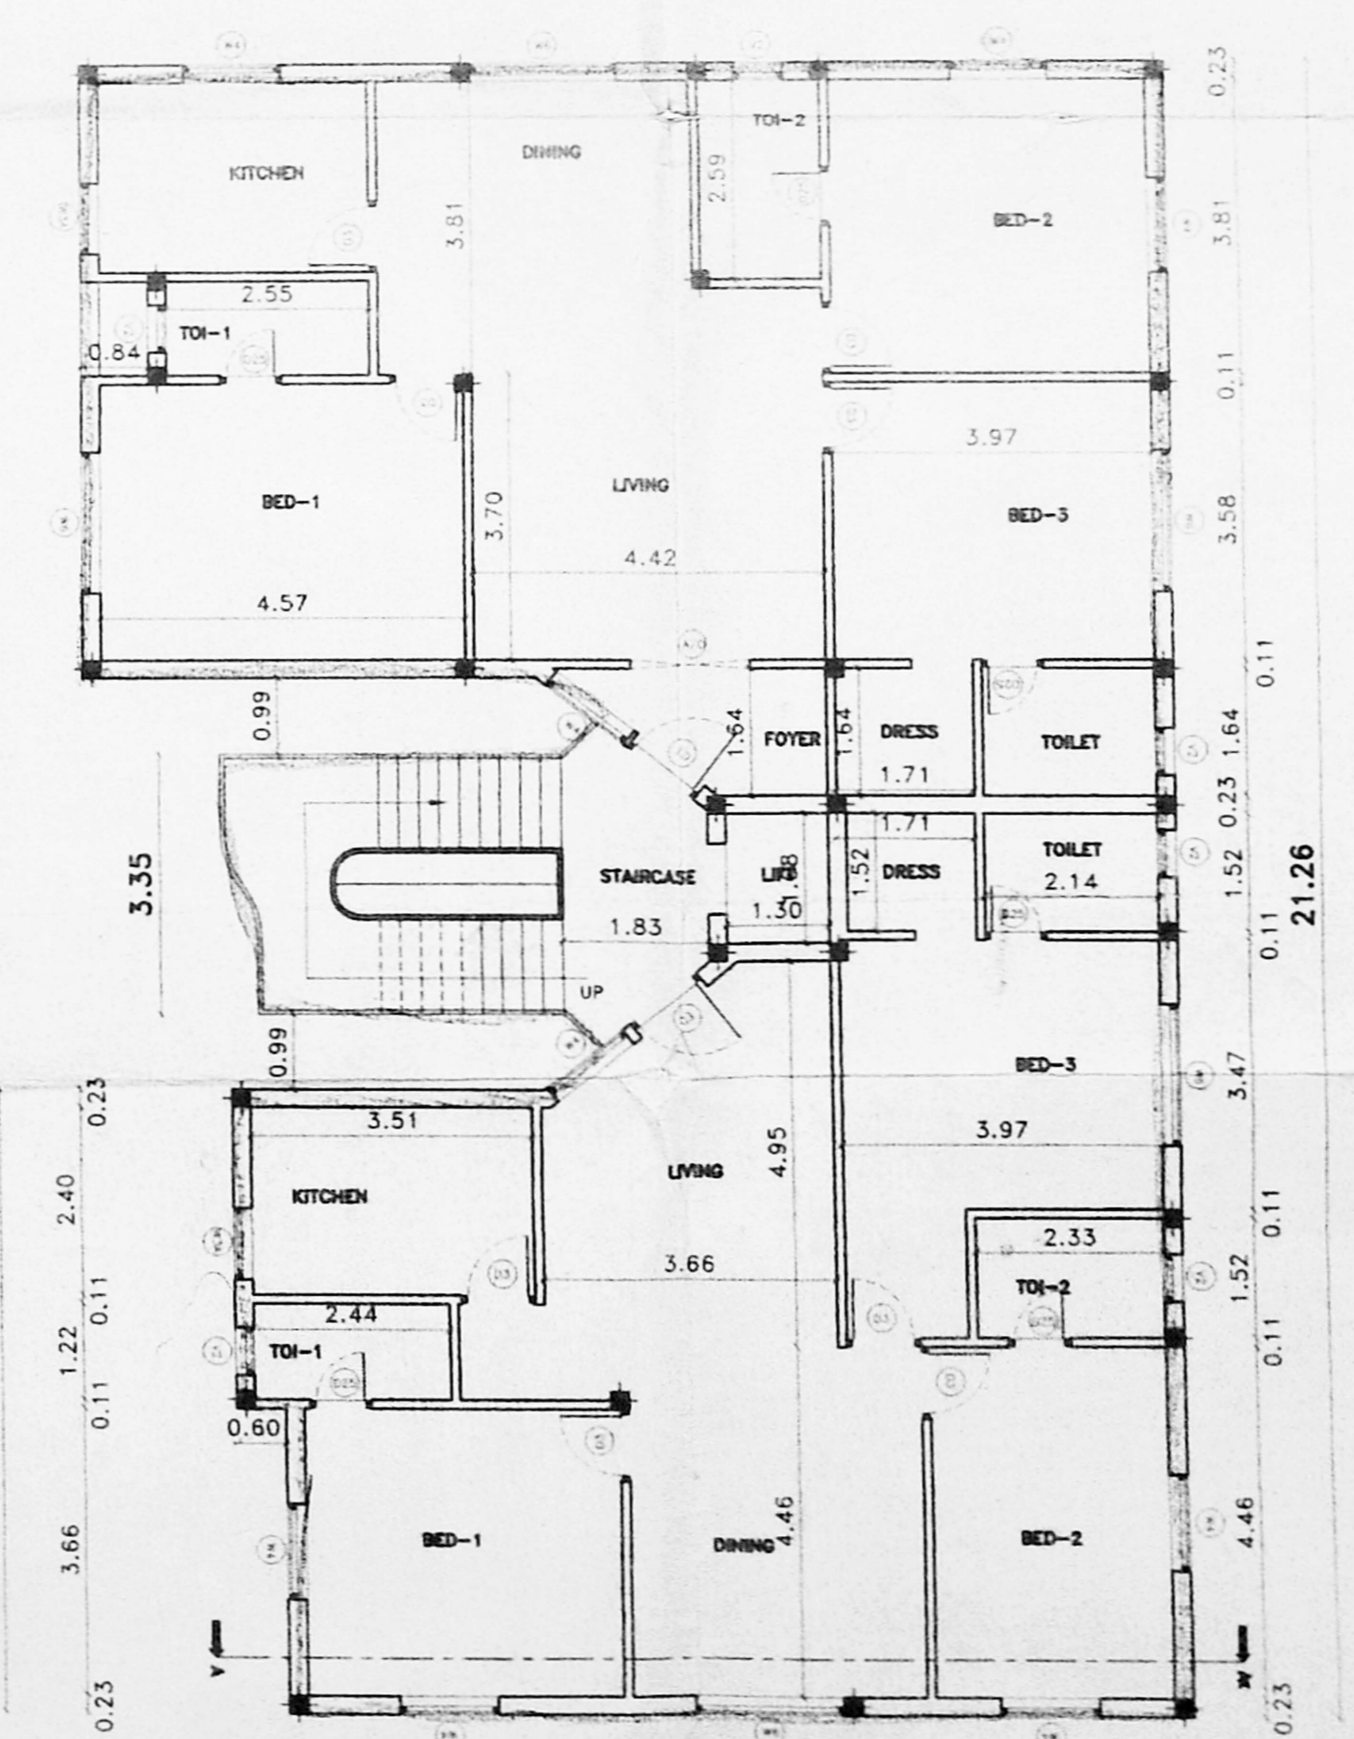 0.23
TOI-2
DINING
KITCHEN
2.59
BED-2
3.81
3.81
2.55
TOI-1
0.84
0.11
3.97
LIVING
BED-1
BED-3
3.70
3.58
4.42
4.57
0.11
0.99
1.64
FOYER
1.64
DRESS
TOILET
1.64
1.71
0.23
1.71
3.35
STAIRCASE
LIFT
1.52
DRESS
TOILET
2.14
1.52
21.26
1.30
1.83
0.11
UP
0.99
BED-3
3.47
0.23
3.51
3.97
4.95
LIVING
KITCHEN
2.40
0.11
2.33
3.66
TOI-2
1.52
0.11
2.44
TOI-1
1.22
0.11
0.11
0.60
3.66
BED-1
DINING
4.46
BED-2
4.46
0.23
0.23